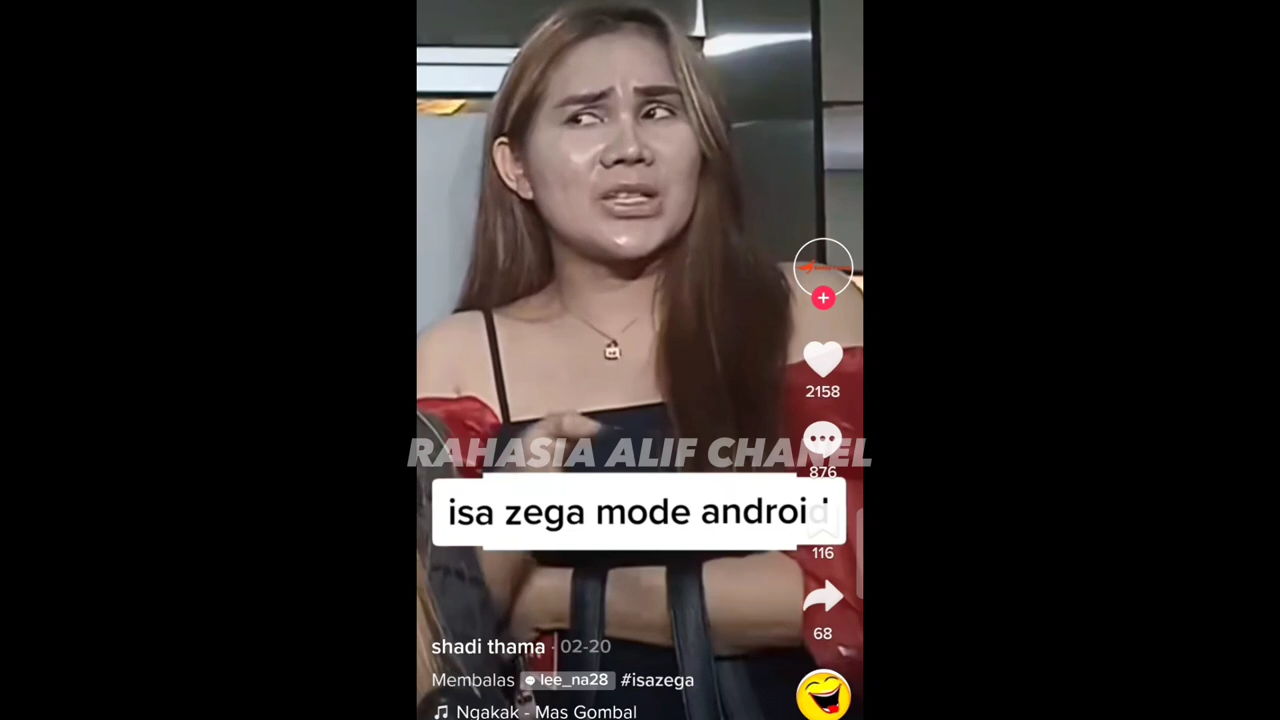 2158
RAHASIA ALIF CHANEL
876
isa zega mode android
116
68
shadi thama · 02-20
Membalas lee_na28 #isazega
Ngakak - Mas Gombal